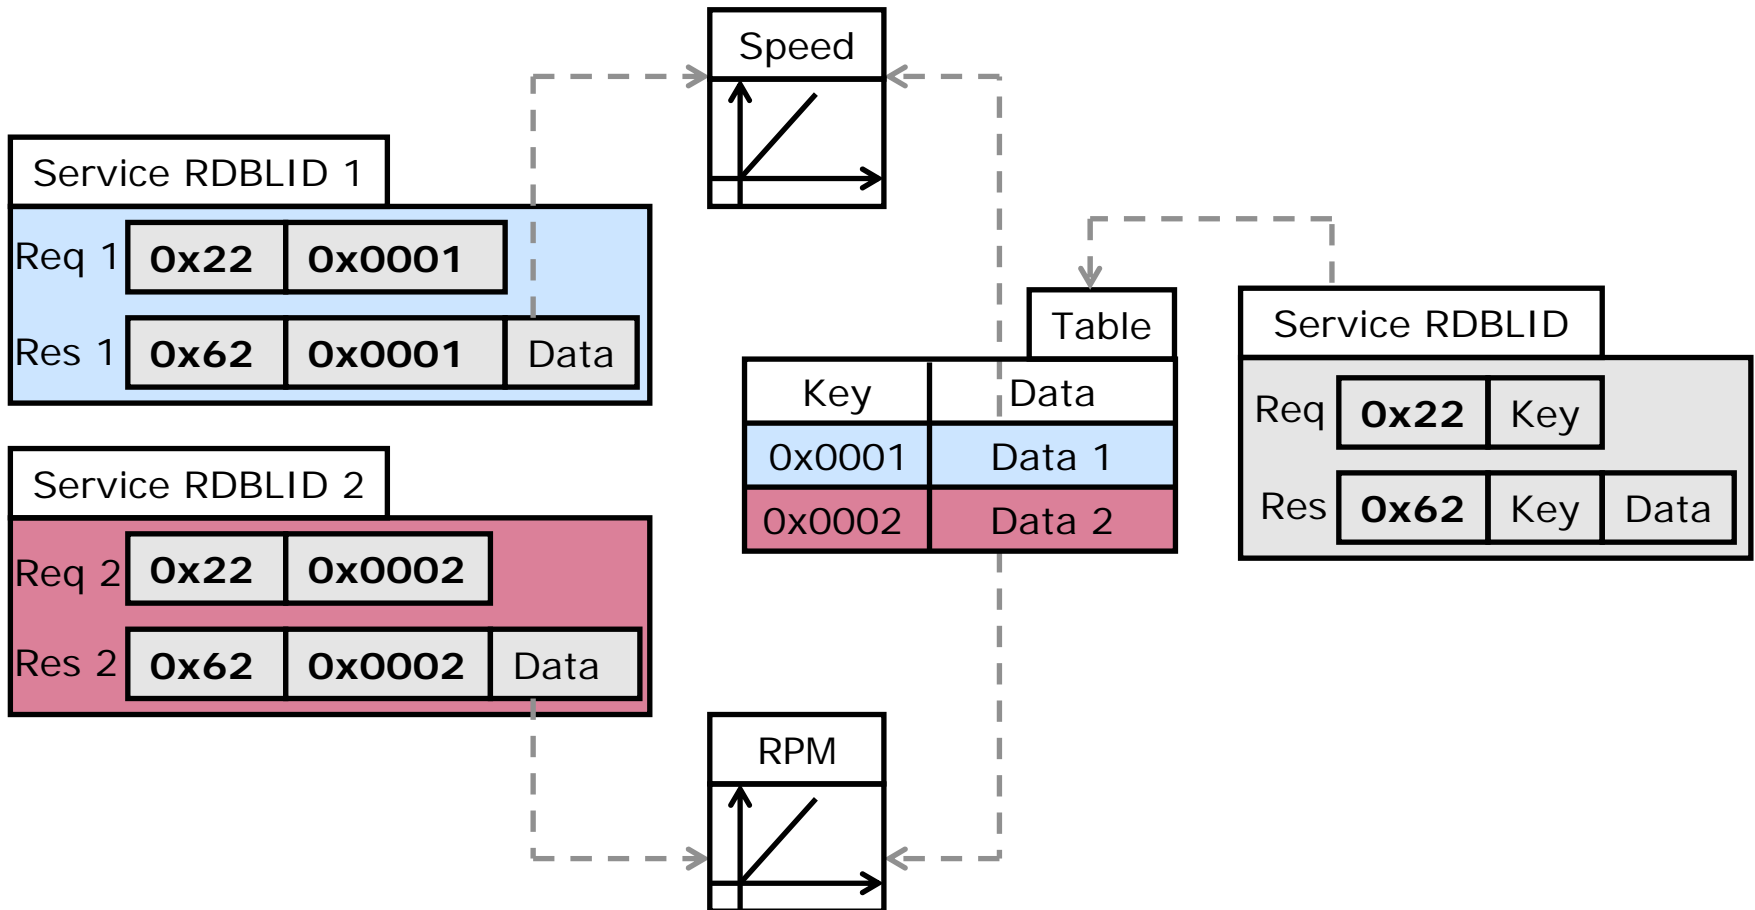 Speed
Service RDBLID 1
Req 1 0x22 0x0001
Res 1 0x62 0x0001 Data
Service RDBLID 2
Req 2 0x22 0x0002
Res 2 0x62 0x0002 Data
Table
Key Data
0x0001 Data 1
0x0002 Data 2
Service RDBLID
Req 0x22 Key
Res 0x62 Key Data
RPM